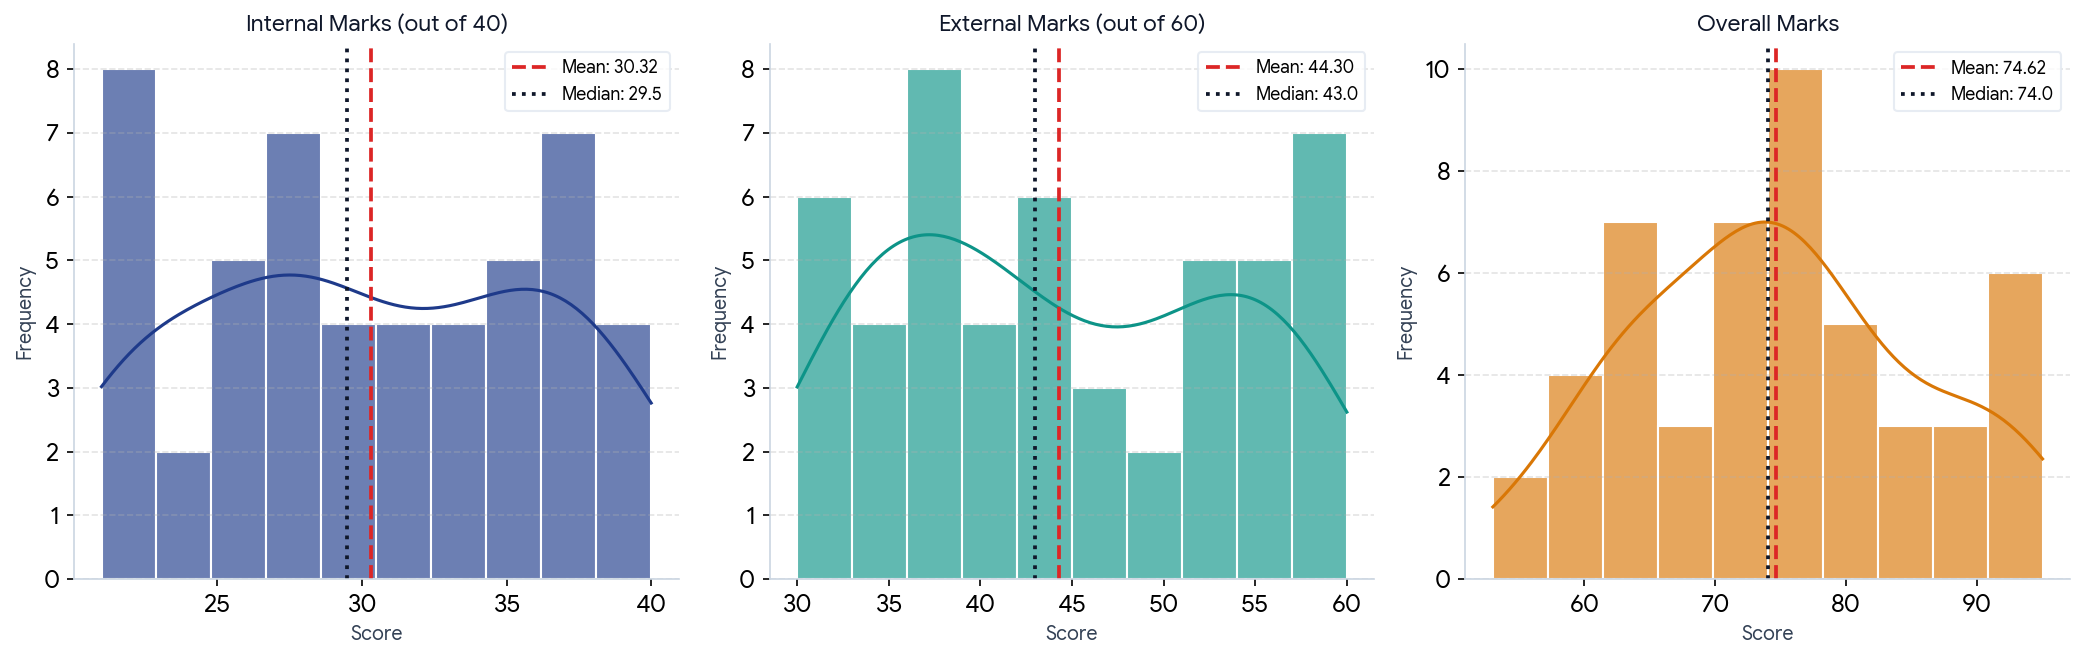 Internal Marks (out of 40)
8
7
6
5
4
3
2
1
0
Frequency
Mean: 30.32
Median: 29.5
25 30 35 40
Score
External Marks (out of 60)
8
7
6
5
4
3
2
1
0
Frequency
Mean: 44.30
Median: 43.0
30 35 40 45 50 55 60
Score
Overall Marks
10
8
6
4
2
0
Frequency
Mean: 74.62
Median: 74.0
60 70 80 90
Score